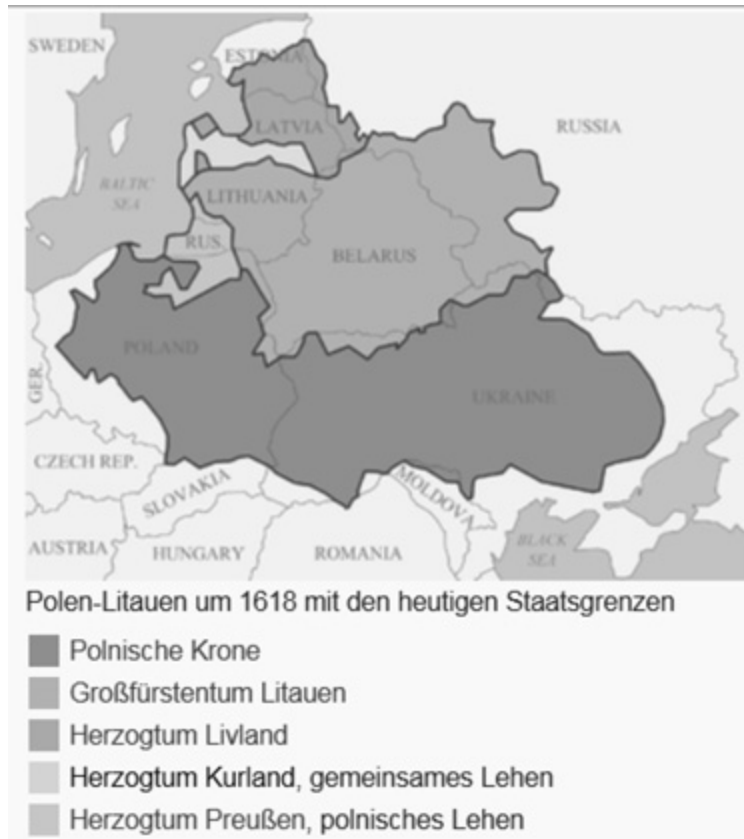 SWEDEN
ESTONIA
RUSSIA
LATVIA
BALTIC
SEA
LITHUANIA
RUS.
BELARUS
POLAND
GER.
UKRAINE
CZECH REP.
SLOVAKIA
MOLDOVA
AUSTRIA
HUNGARY
ROMANIA
BLACK
SEA
Polen-Litauen um 1618 mit den heutigen Staatsgrenzen
Polnische Krone
Großfürstentum Litauen
Herzogtum Livland
Herzogtum Kurland, gemeinsames Lehen
Herzogtum Preußen, polnisches Lehen